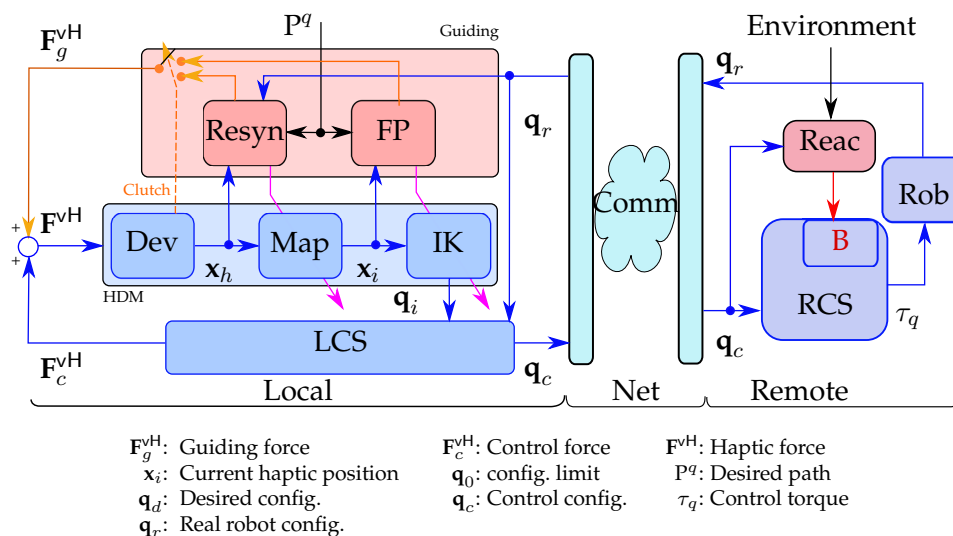 F_g^vH
P^q
Guiding
Environment
q_r
q_r
Resyn
FP
Reac
Clutch
Comm
Rob
F^vH
+
+
Dev
Map
IK
B
x_h
x_i
HDM
q_i
RCS
τ_q
LCS
F_c^vH
q_c
q_c
Local
Net
Remote
F_g^vH: Guiding force
x_i: Current haptic position
q_d: Desired config.
q_r: Real robot config.
F_c^vH: Control force
q_0: config. limit
q_c: Control config.
F^vH: Haptic force
P^q: Desired path
τ_q: Control torque